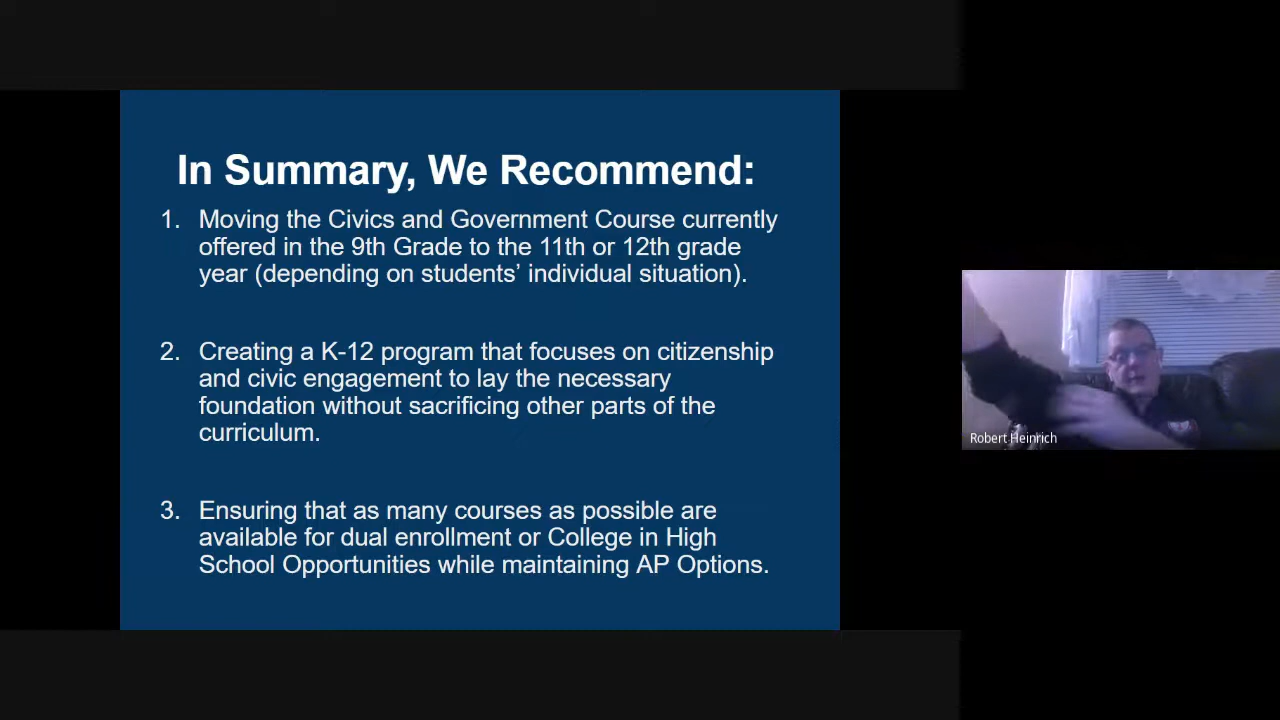 In Summary, We Recommend:
1. Moving the Civics and Government Course currently
offered in the 9th Grade to the 11th or 12th grade
year (depending on students’ individual situation).
2. Creating a K-12 program that focuses on citizenship
and civic engagement to lay the necessary
foundation without sacrificing other parts of the
curriculum.
3. Ensuring that as many courses as possible are
available for dual enrollment or College in High
School Opportunities while maintaining AP Options.
Robert Heinrich